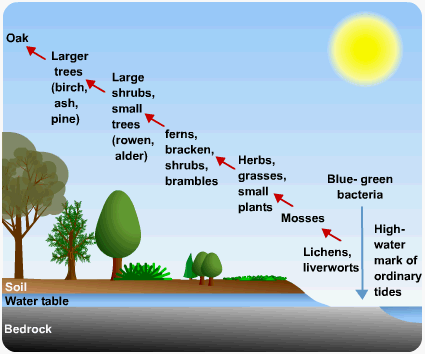 Oak
Larger
trees
(birch,
ash,
pine)
Large
shrubs,
small
trees
(rowen,
alder)
ferns,
bracken,
shrubs,
brambles
Herbs,
grasses,
small
plants
Mosses
Lichens,
liverworts
Blue- green
bacteria
High-
water
mark of
ordinary
tides
Soil
Water table
Bedrock